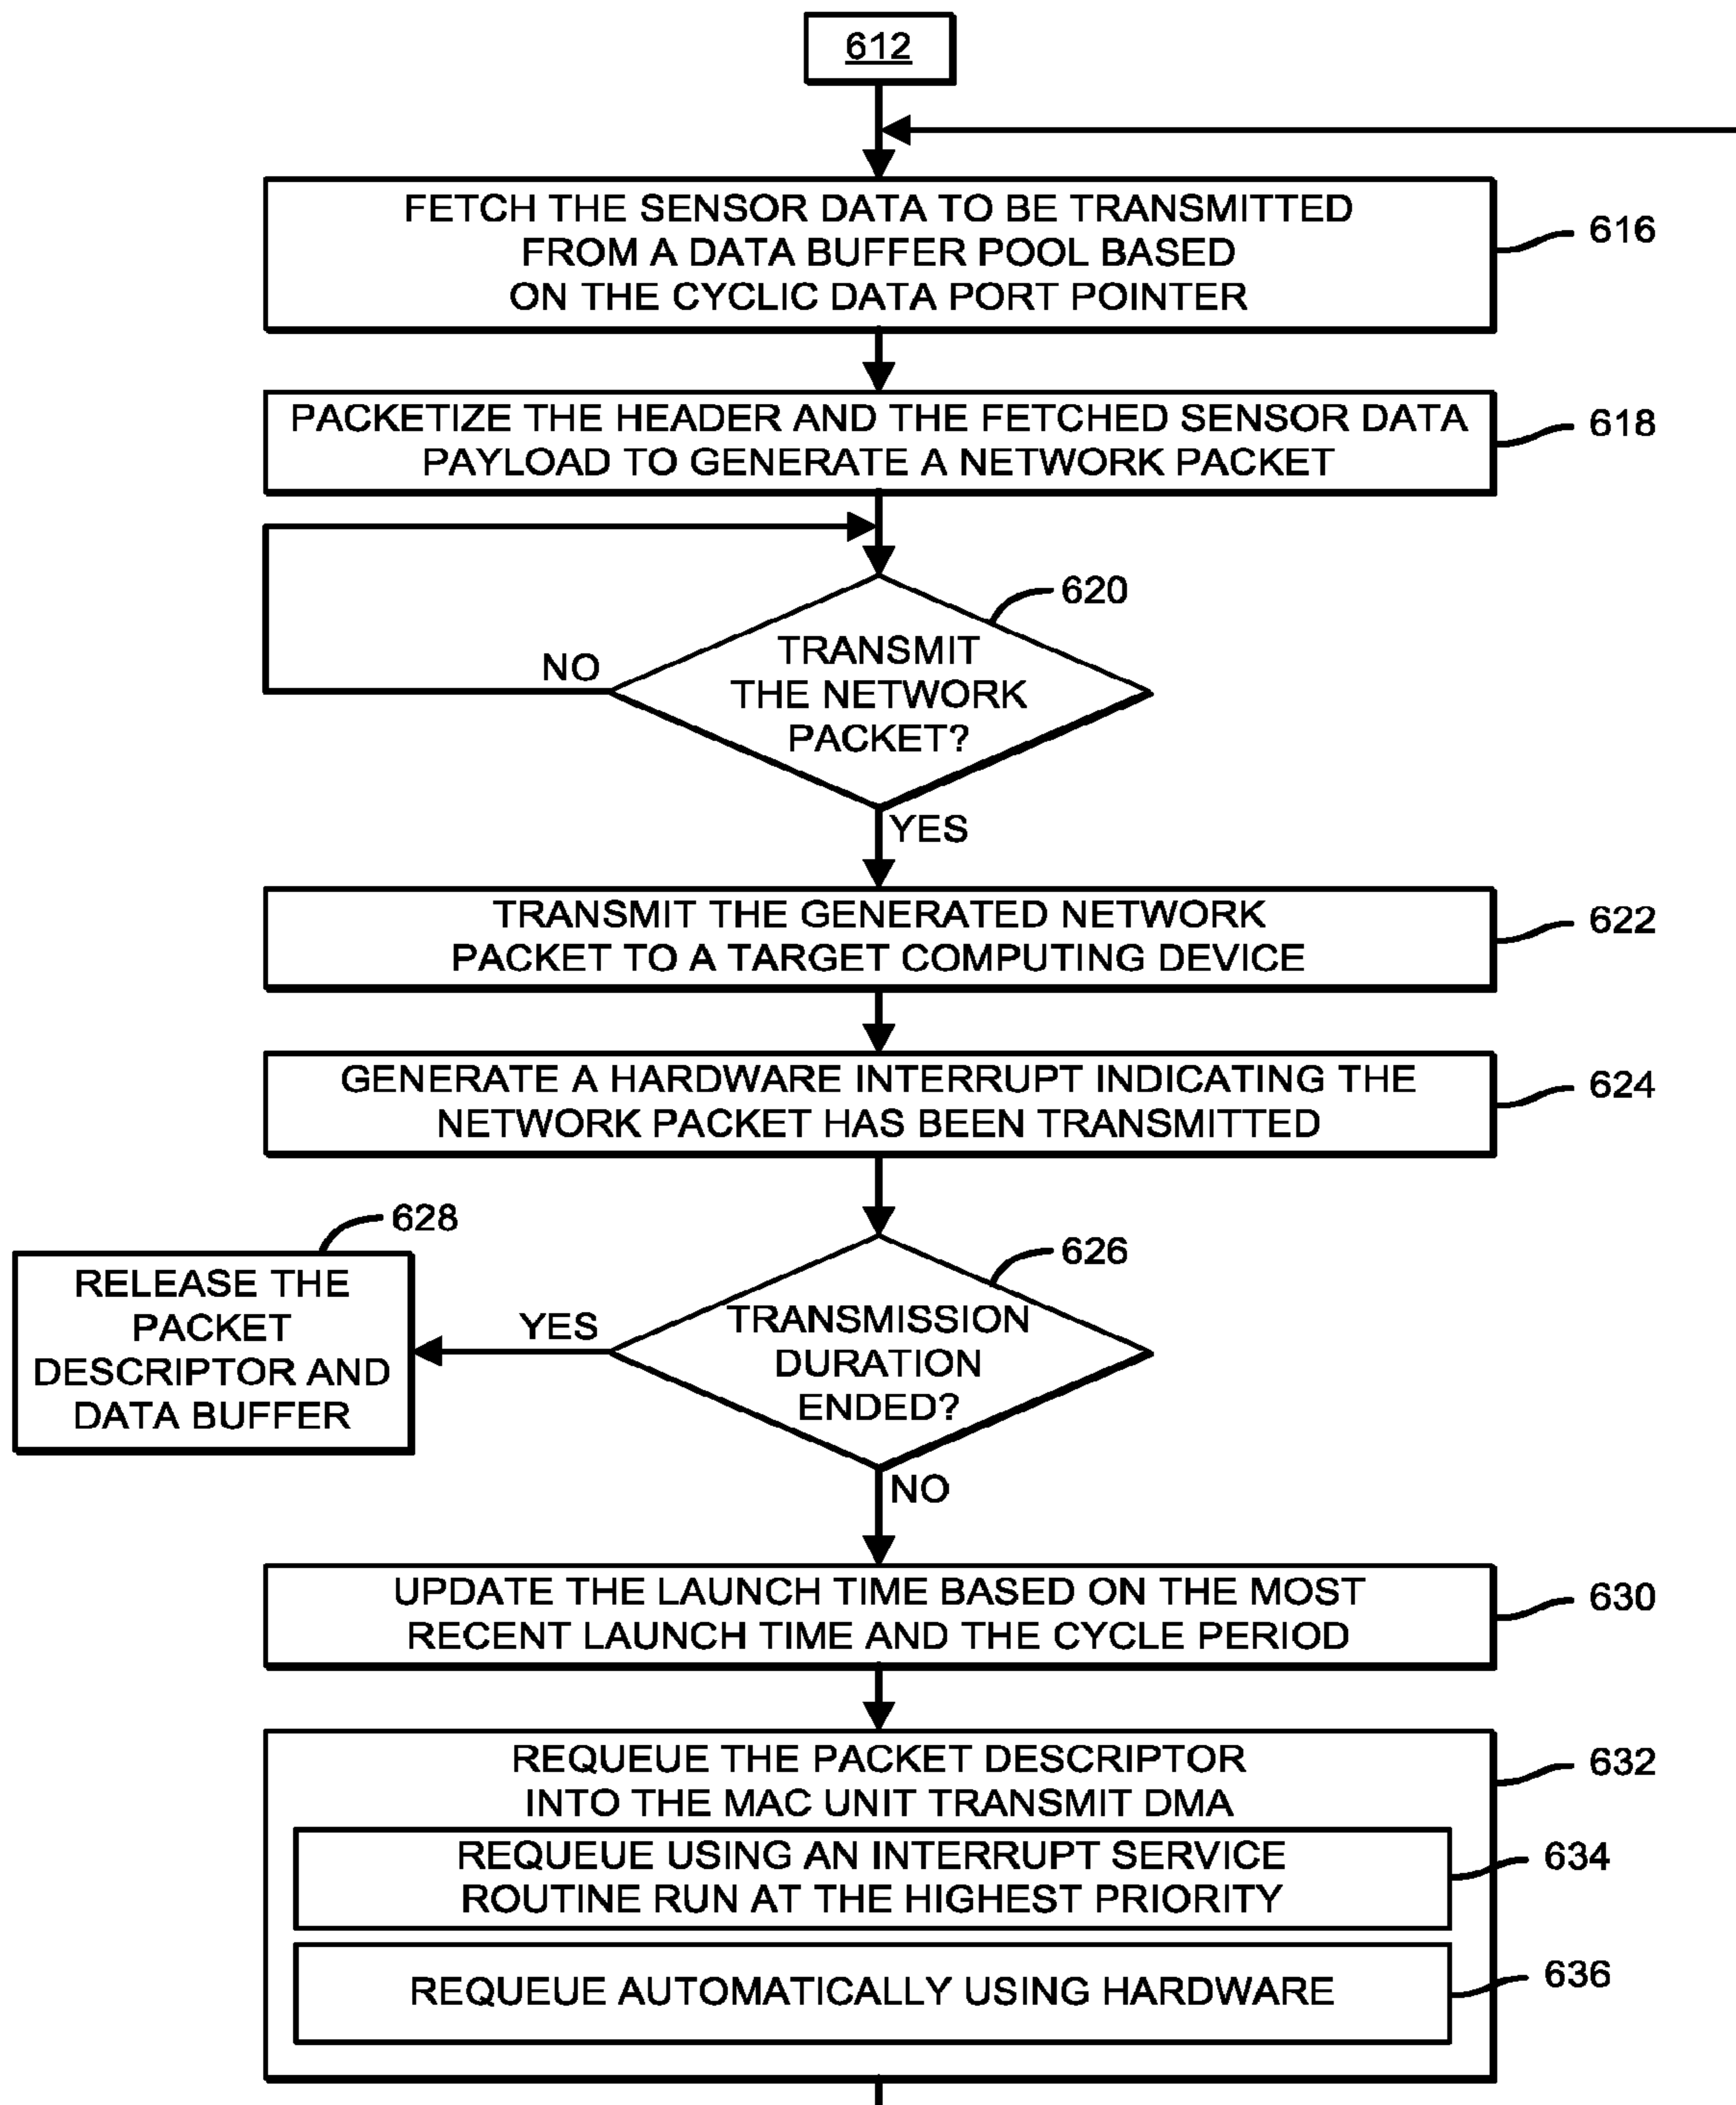 612
FETCH THE SENSOR DATA TO BE TRANSMITTED
FROM A DATA BUFFER POOL BASED
ON THE CYCLIC DATA PORT POINTER
616
PACKETIZE THE HEADER AND THE FETCHED SENSOR DATA
PAYLOAD TO GENERATE A NETWORK PACKET
618
620
TRANSMIT
THE NETWORK
PACKET?
NO
YES
TRANSMIT THE GENERATED NETWORK
PACKET TO A TARGET COMPUTING DEVICE
622
GENERATE A HARDWARE INTERRUPT INDICATING THE
NETWORK PACKET HAS BEEN TRANSMITTED
624
626
TRANSMISSION
DURATION
ENDED?
YES
628
RELEASE THE
PACKET
DESCRIPTOR AND
DATA BUFFER
NO
UPDATE THE LAUNCH TIME BASED ON THE MOST
RECENT LAUNCH TIME AND THE CYCLE PERIOD
630
REQUEUE THE PACKET DESCRIPTOR
INTO THE MAC UNIT TRANSMIT DMA
632
REQUEUE USING AN INTERRUPT SERVICE
ROUTINE RUN AT THE HIGHEST PRIORITY
634
REQUEUE AUTOMATICALLY USING HARDWARE
636